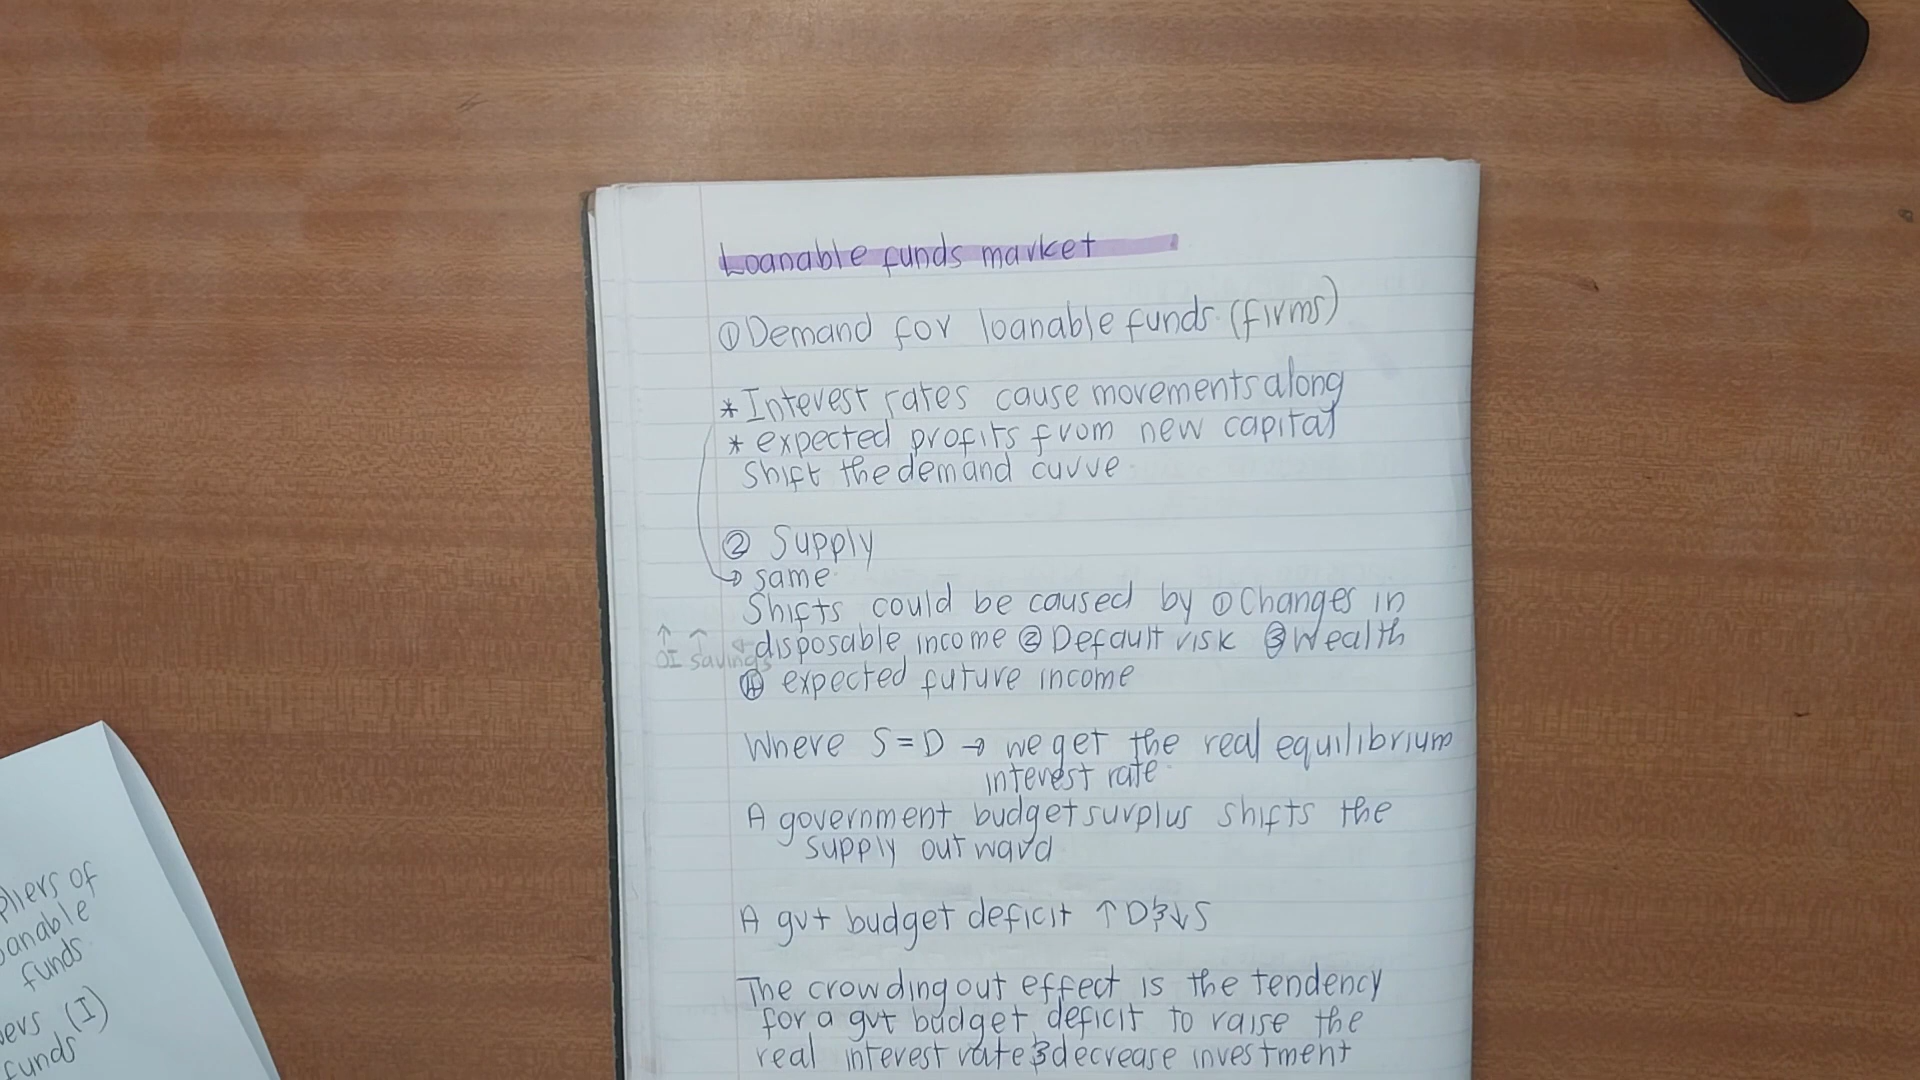 Loanable funds market
① Demand for loanable funds (firms)
* Interest rates cause movements along
* expected profits from new capital
shift the demand curve
② Supply
→ same
Shifts could be caused by ① Changes in
disposable income ② Default risk ③ Wealth
↑ DI ↑ savings
④ expected future income
Where S = D → we get the real equilibrium
interest rate
A government budget surplus shifts the
supply outward
A gvt budget deficit ↑ D & ↓ S
The crowding out effect is the tendency
for a gvt budget deficit to raise the
real interest rate & decrease investment
pliers of
oanable
funds
(I)
funds